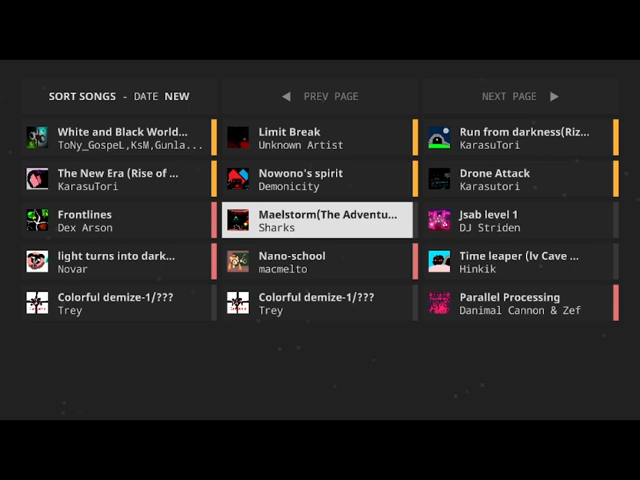 SORT SONGS - DATE NEW
PREV PAGE
NEXT PAGE
White and Black World...
ToNy_GospeL,KsM,Gunla...
Limit Break
Unknown Artist
Run from darkness(Riz...
KarasuTori
The New Era (Rise of ...
KarasuTori
Nowono's spirit
Demonicity
Drone Attack
Karasutori
Frontlines
Dex Arson
Maelstorm(The Adventu...
Sharks
Jsab level 1
DJ Striden
light turns into dark...
Novar
Nano-school
macmelto
Time leaper (lv Cave ...
Hinkik
Colorful demize-1/???
Trey
Colorful demize-1/???
Trey
Parallel Processing
Danimal Cannon & Zef